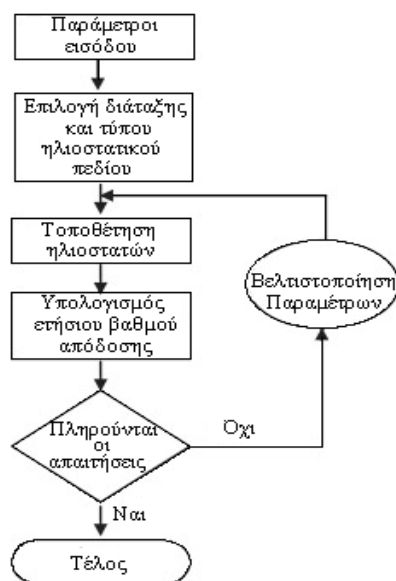 Παράμετροι
εισόδου
Επιλογή διάταξης
και τύπου
ηλιοστατικού
πεδίου
Τοποθέτηση
ηλιοστατών
Υπολογισμός
ετήσιου βαθμού
απόδοσης
Βελτιστοποίηση
Παραμέτρων
Πληρούνται
οι
απαιτήσεις
Όχι
Ναι
Τέλος